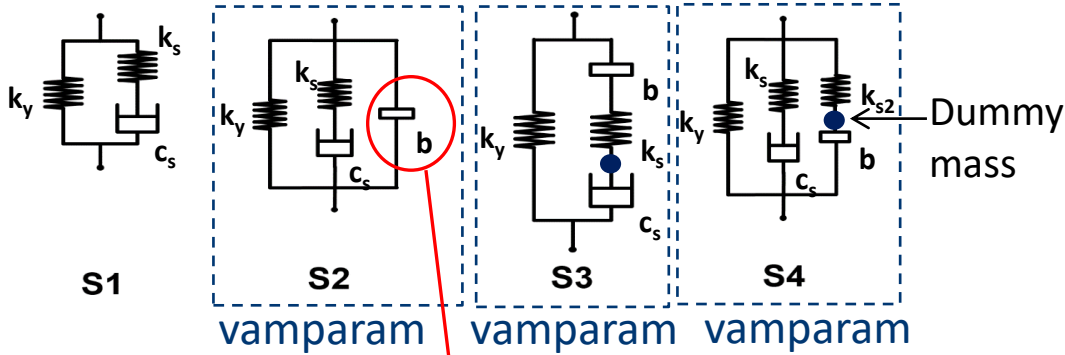 k_y
k_s
c_s
S1
k_y
k_s
c_s
b
S2
vamparam
k_y
b
k_s
c_s
S3
vamparam
k_y
k_s
c_s
k_s2
b
S4
vamparam
Dummy
mass